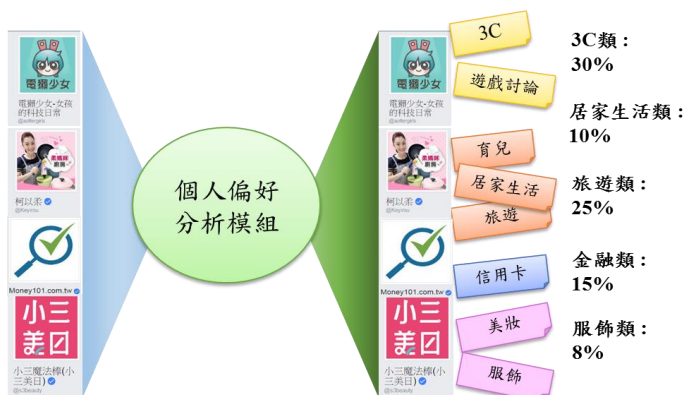 電獺少女
電獺少女-女孩
的科技日常
@aotergirls
柔媽咪
廚房
柯以柔
@Keyirou
Money101.com.tw
小三
美日
小三魔法棒(小
三美日)
@s3beauty
個人偏好
分析模組
電獺少女
電獺少女-女孩
的科技日常
@aottergirls
柔媽咪
廚房
柯以柔
@Keyirou
Money101.com.tw
小三
美日
小三魔法棒(小
三美日)
@s3beauty
3C
遊戲討論
育兒
居家生活
旅遊
信用卡
美妝
服飾
3C類：
30%
居家生活類：
10%
旅遊類：
25%
金融類：
15%
服飾類：
8%